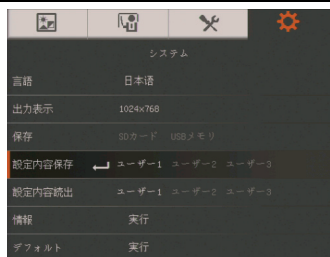 システム
言語 日本语
出力表示 1024x768
保存 SDカード USBメモリ
設定内容保存 ユーザー1 ユーザー2 ユーザー3
設定内容読出 ユーザー1 ユーザー2 ユーザー3
情報 実行
デフォルト 実行